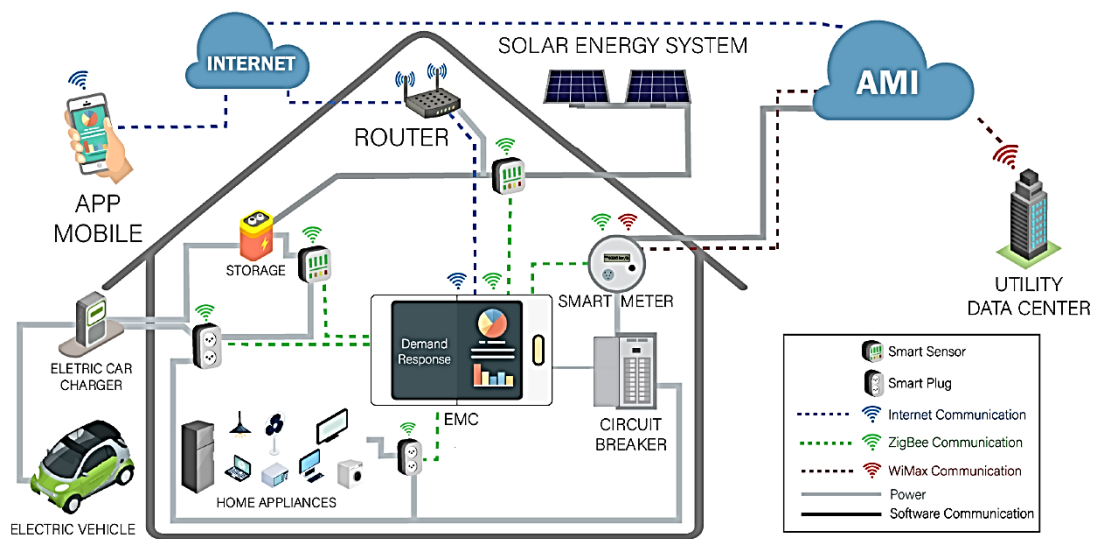 INTERNET
SOLAR ENERGY SYSTEM
AMI
ROUTER
APP
MOBILE
STORAGE
SMART METER
UTILITY
DATA CENTER
ELETRIC CAR
CHARGER
Demand
Response
EMC
CIRCUIT
BREAKER
HOME APPLIANCES
ELECTRIC VEHICLE
Smart Sensor
Smart Plug
Internet Communication
ZigBee Communication
WiMax Communication
Power
Software Communication